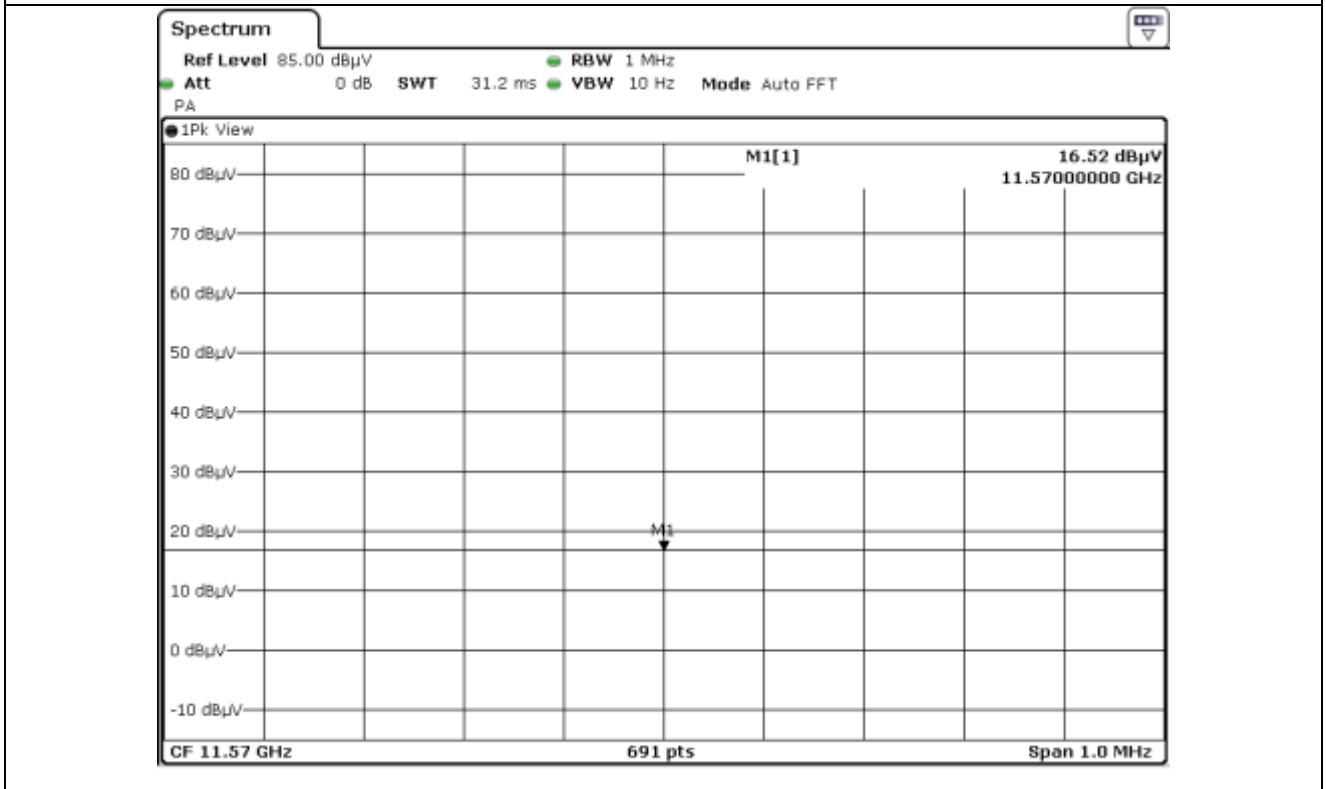 Spectrum
Ref Level 85.00 dBµV RBW 1 MHz
Att 0 dB SWT 31.2 ms VBW 10 Hz Mode Auto FFT
PA
1Pk View
M1[1] 16.52 dBµV
11.57000000 GHz
80 dBµV
70 dBµV
60 dBµV
50 dBµV
40 dBµV
30 dBµV
20 dBµV
M1
10 dBµV
0 dBµV
-10 dBµV
CF 11.57 GHz 691 pts Span 1.0 MHz